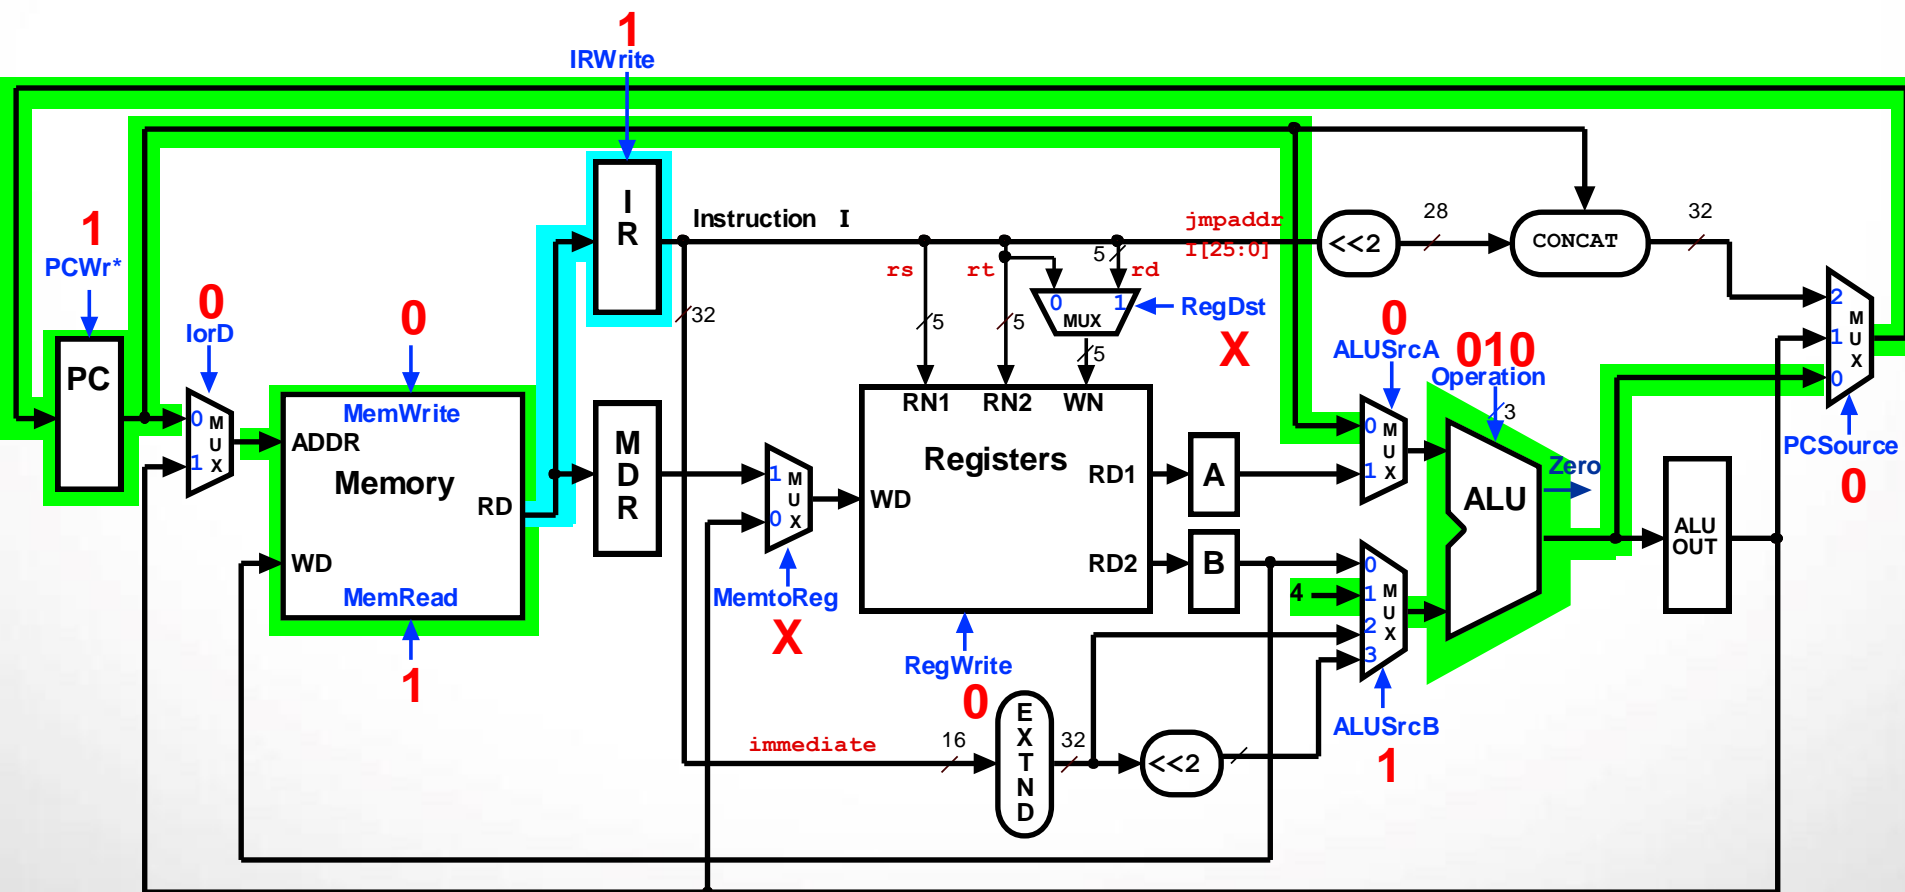 1
IRWrite
I
R
Instruction I
jmpaddr
I[25:0]
<<2
28
CONCAT
32
1
PCWr*
rs
rt
5
rd
0
IorD
0
32
5
5
0 1
MUX
5
RegDst
X
0
ALUSrcA
010
Operation
3
2
1
0
M
U
X
PCSource
0
PC
0
1
M
U
X
MemWrite
ADDR
Memory
RD
WD
MemRead
1
M
D
R
1
0
M
U
X
MemtoReg
X
RN1 RN2 WN
Registers
RD1
WD
RD2
RegWrite
0
A
B
0
1
M
U
X
4
0
1
2
3
M
U
X
ALUSrcB
1
ALU
Zero
ALU
OUT
immediate
16
E
X
T
N
D
32
<<2